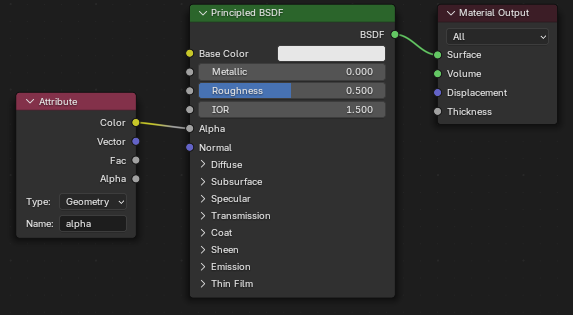 Attribute
Color
Vector
Fac
Alpha
Type: Geometry
Name: alpha
Principled BSDF
BSDF
Base Color
Metallic 0.000
Roughness 0.500
IOR 1.500
Alpha
Normal
Diffuse
Subsurface
Specular
Transmission
Coat
Sheen
Emission
Thin Film
Material Output
All
Surface
Volume
Displacement
Thickness